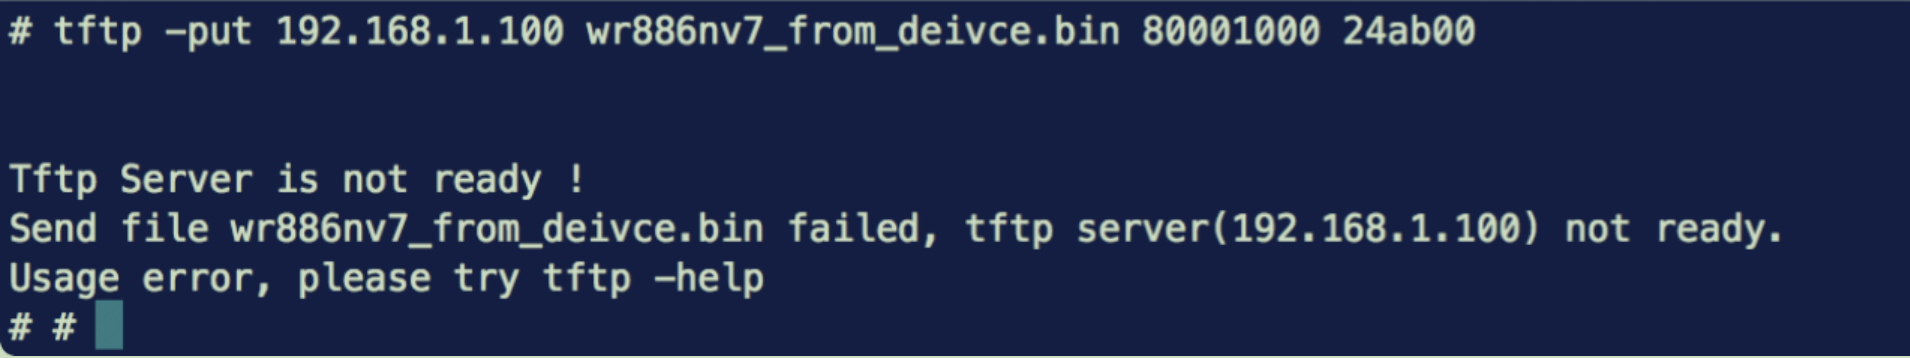 # tftp -put 192.168.1.100 wr886nv7_from_deivce.bin 80001000 24ab00
Tftp Server is not ready !
Send file wr886nv7_from_deivce.bin failed, tftp server(192.168.1.100) not ready.
Usage error, please try tftp -help
# #